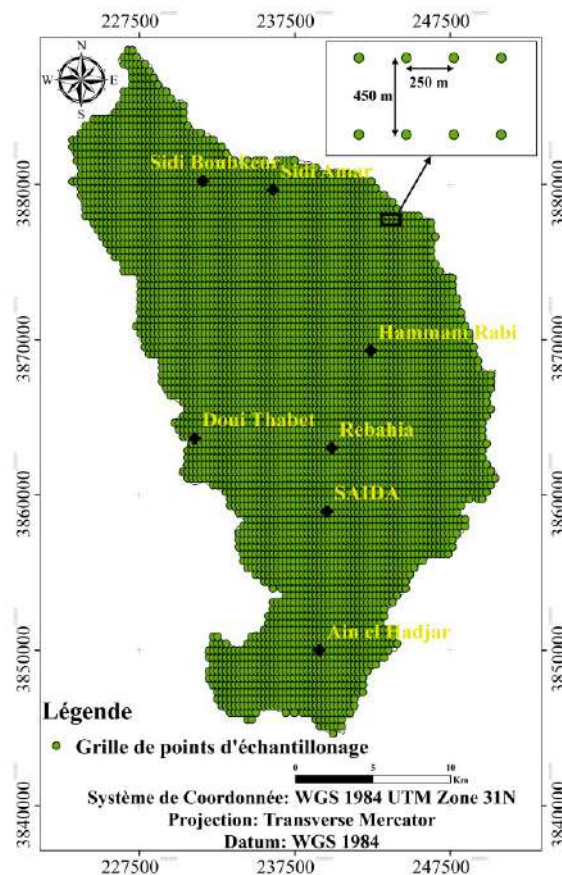 227500 237500 247500
N
W E
S
250 m
450 m
Sidi Boubkeur Sidi Amar
3880000 3880000
3870000 3870000
Hammam Rabi
Doui Thabet Rebahia
3860000 3860000
SAIDA
Ain el Hadjar
3850000 3850000
Légende
Grille de points d'échantillonage
0 5 10
Km
Système de Coordonnée: WGS 1984 UTM Zone 31N
Projection: Transverse Mercator
Datum: WGS 1984
3840000 3840000
227500 237500 247500